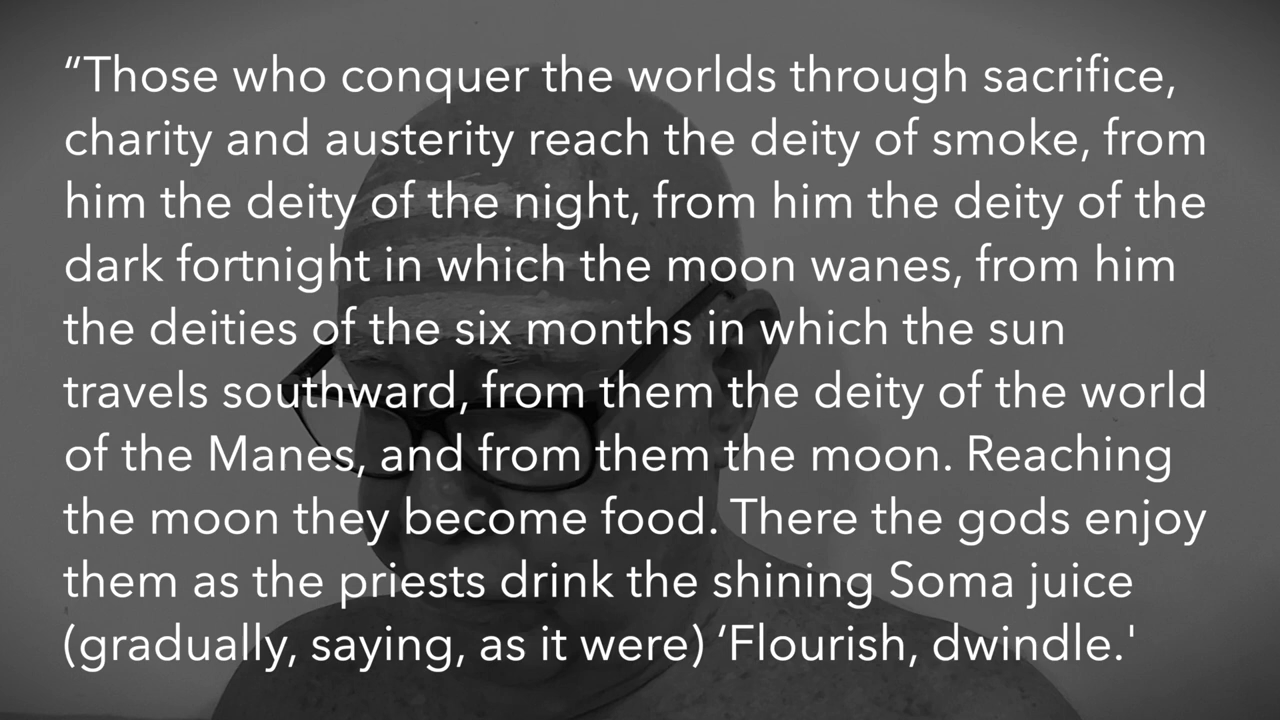 “Those who conquer the worlds through sacrifice,
charity and austerity reach the deity of smoke, from
him the deity of the night, from him the deity of the
dark fortnight in which the moon wanes, from him
the deities of the six months in which the sun
travels southward, from them the deity of the world
of the Manes, and from them the moon. Reaching
the moon they become food. There the gods enjoy
them as the priests drink the shining Soma juice
(gradually, saying, as it were) ‘Flourish, dwindle.'